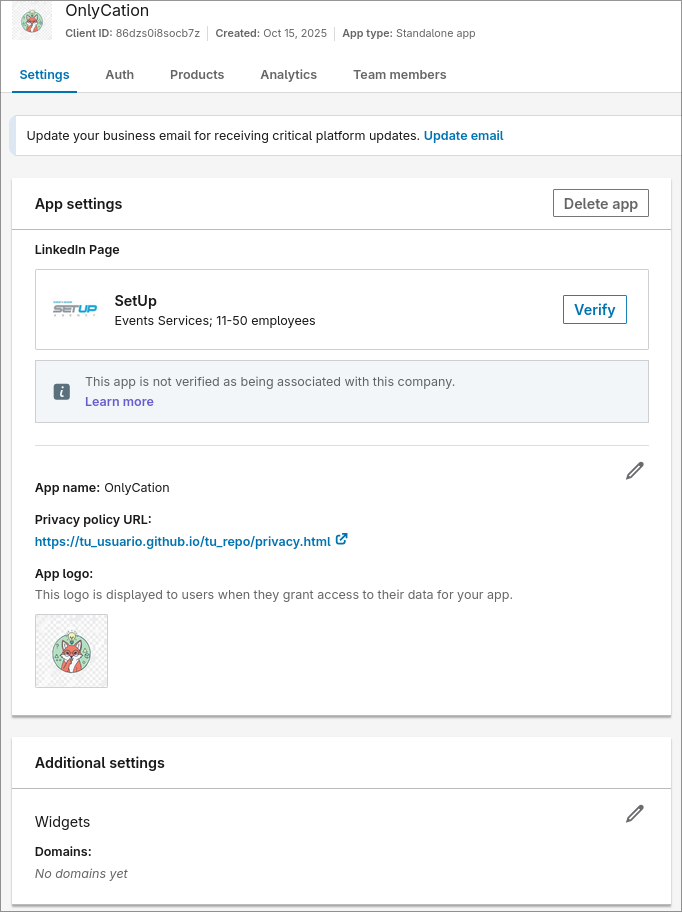 OnlyCation
Client ID: 86dzs0i8socb7z Created: Oct 15, 2025 App type: Standalone app
Settings Auth Products Analytics Team members
Update your business email for receiving critical platform updates. Update email
App settings Delete app
LinkedIn Page
SETUP
SetUp
Events Services; 11-50 employees
Verify
This app is not verified as being associated with this company.
Learn more
App name: OnlyCation
Privacy policy URL:
https://tu_usuario.github.io/tu_repo/privacy.html
App logo:
This logo is displayed to users when they grant access to their data for your app.
Additional settings
Widgets
Domains:
No domains yet